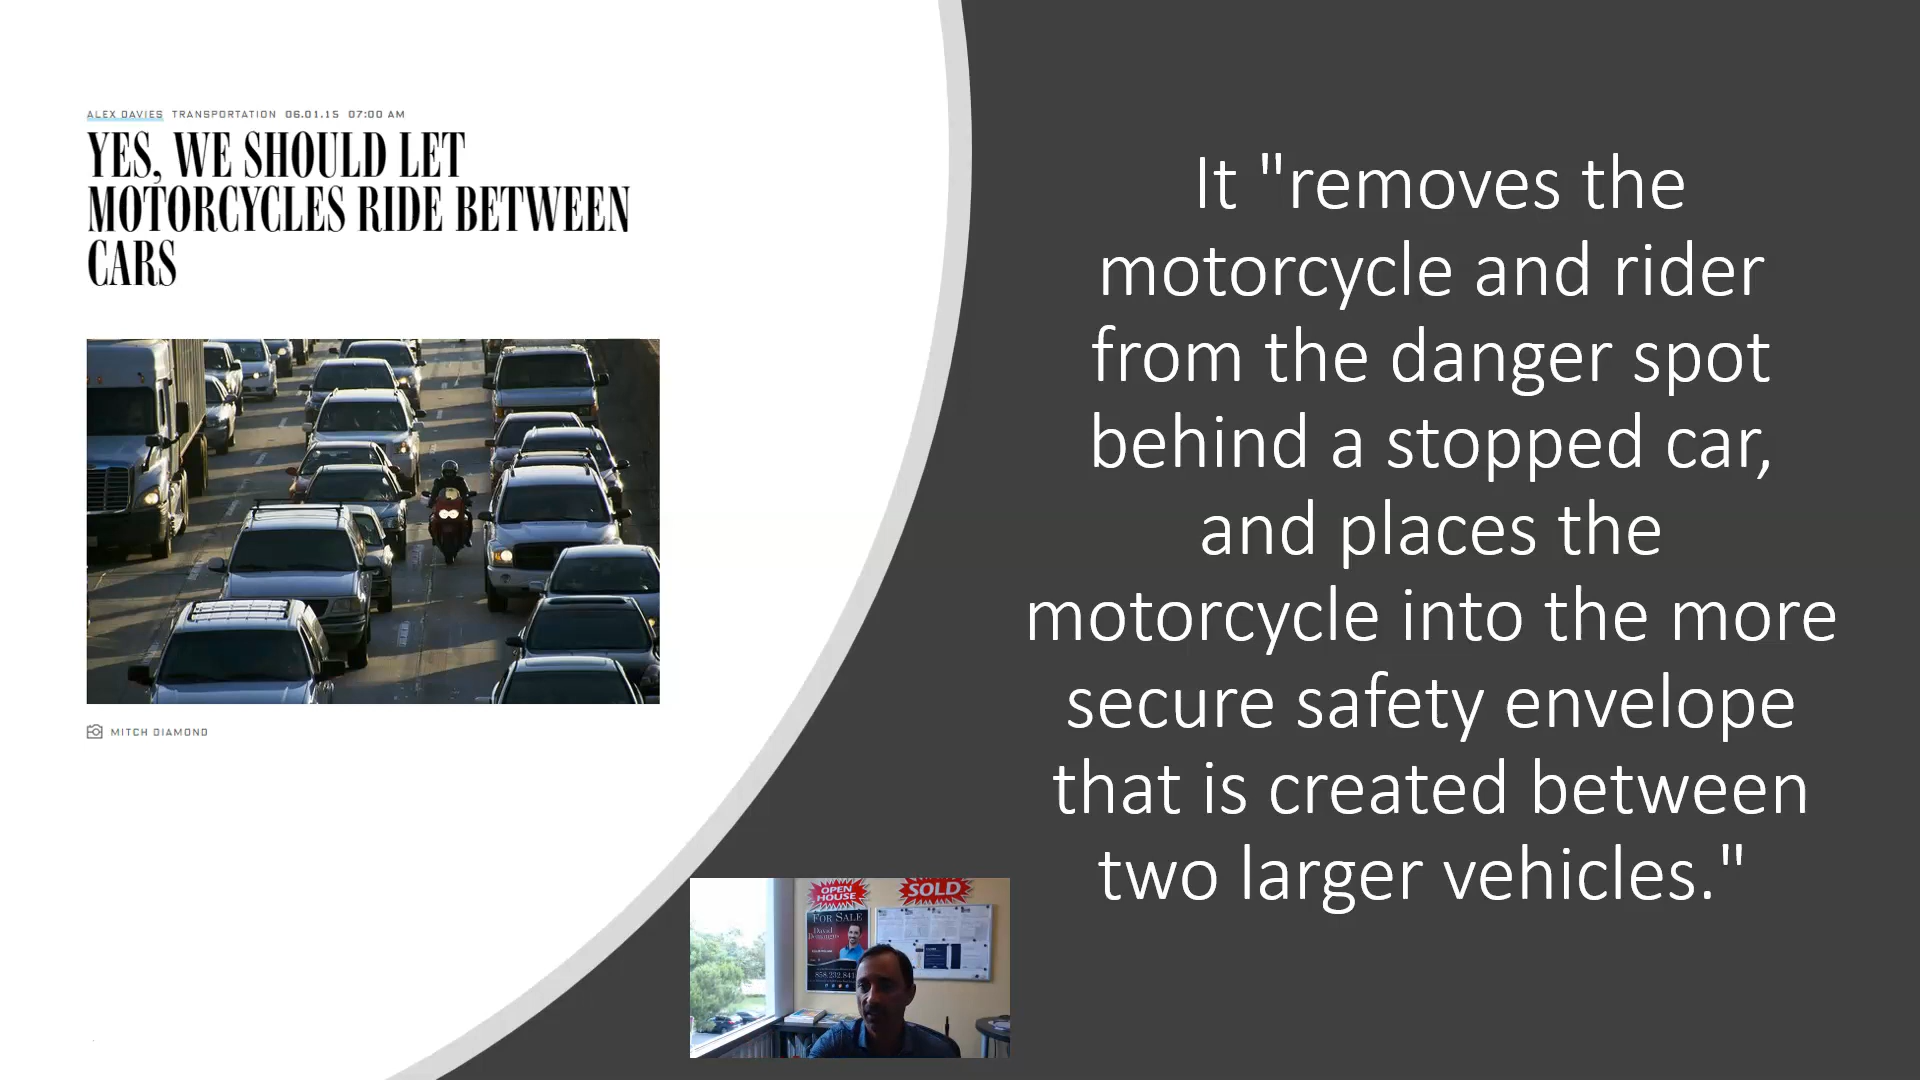 ALEX DAVIES TRANSPORTATION 06.01.15 07:00 AM
YES, WE SHOULD LET
MOTORCYCLES RIDE BETWEEN
CARS
MITCH DIAMOND
It "removes the
motorcycle and rider
from the danger spot
behind a stopped car,
and places the
motorcycle into the more
secure safety envelope
that is created between
two larger vehicles."
OPEN
HOUSE
SOLD
FOR SALE
David